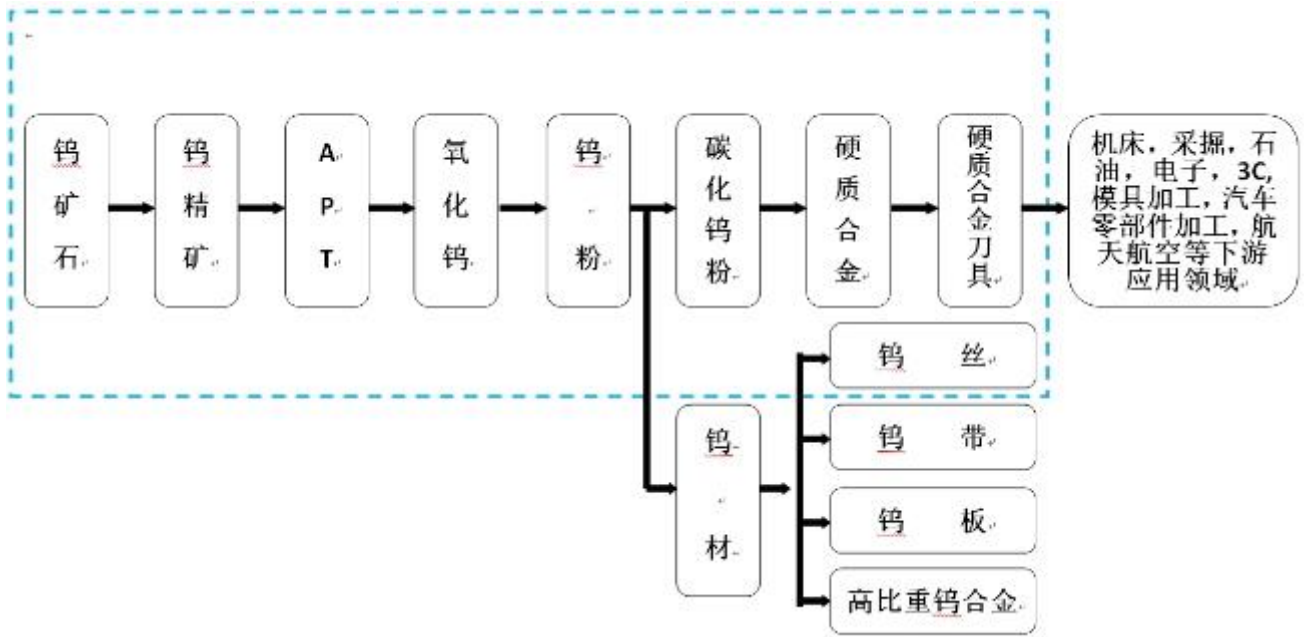 钨矿石
钨精矿
APT
氧化钨
钨粉
碳化钨粉
硬质合金
硬质合金刀具
机床，采掘，石
油，电子，3C,
模具加工，汽车
零部件加工，航
天航空等下游
应用领域
钨材
钨 丝
钨 带
钨 板
高比重钨合金